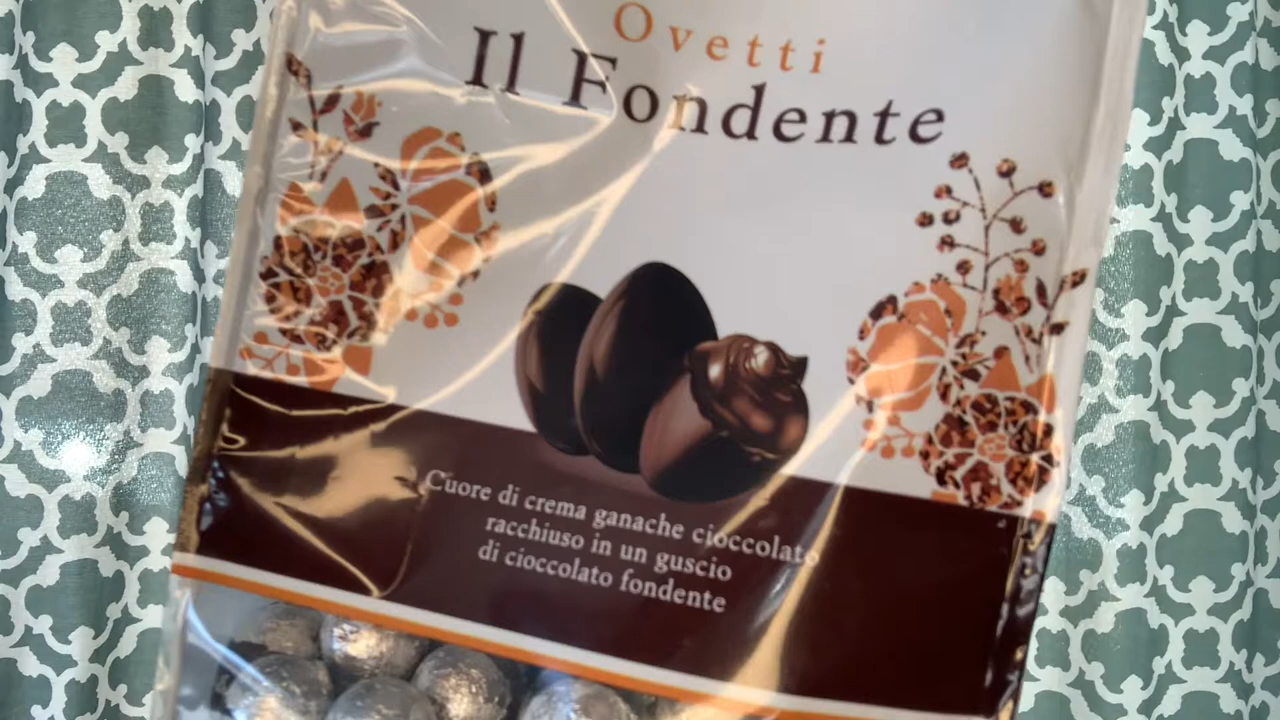 Ovetti
Il Fondente
Cuore di crema ganache cioccolato
racchiuso in un guscio
di cioccolato fondente